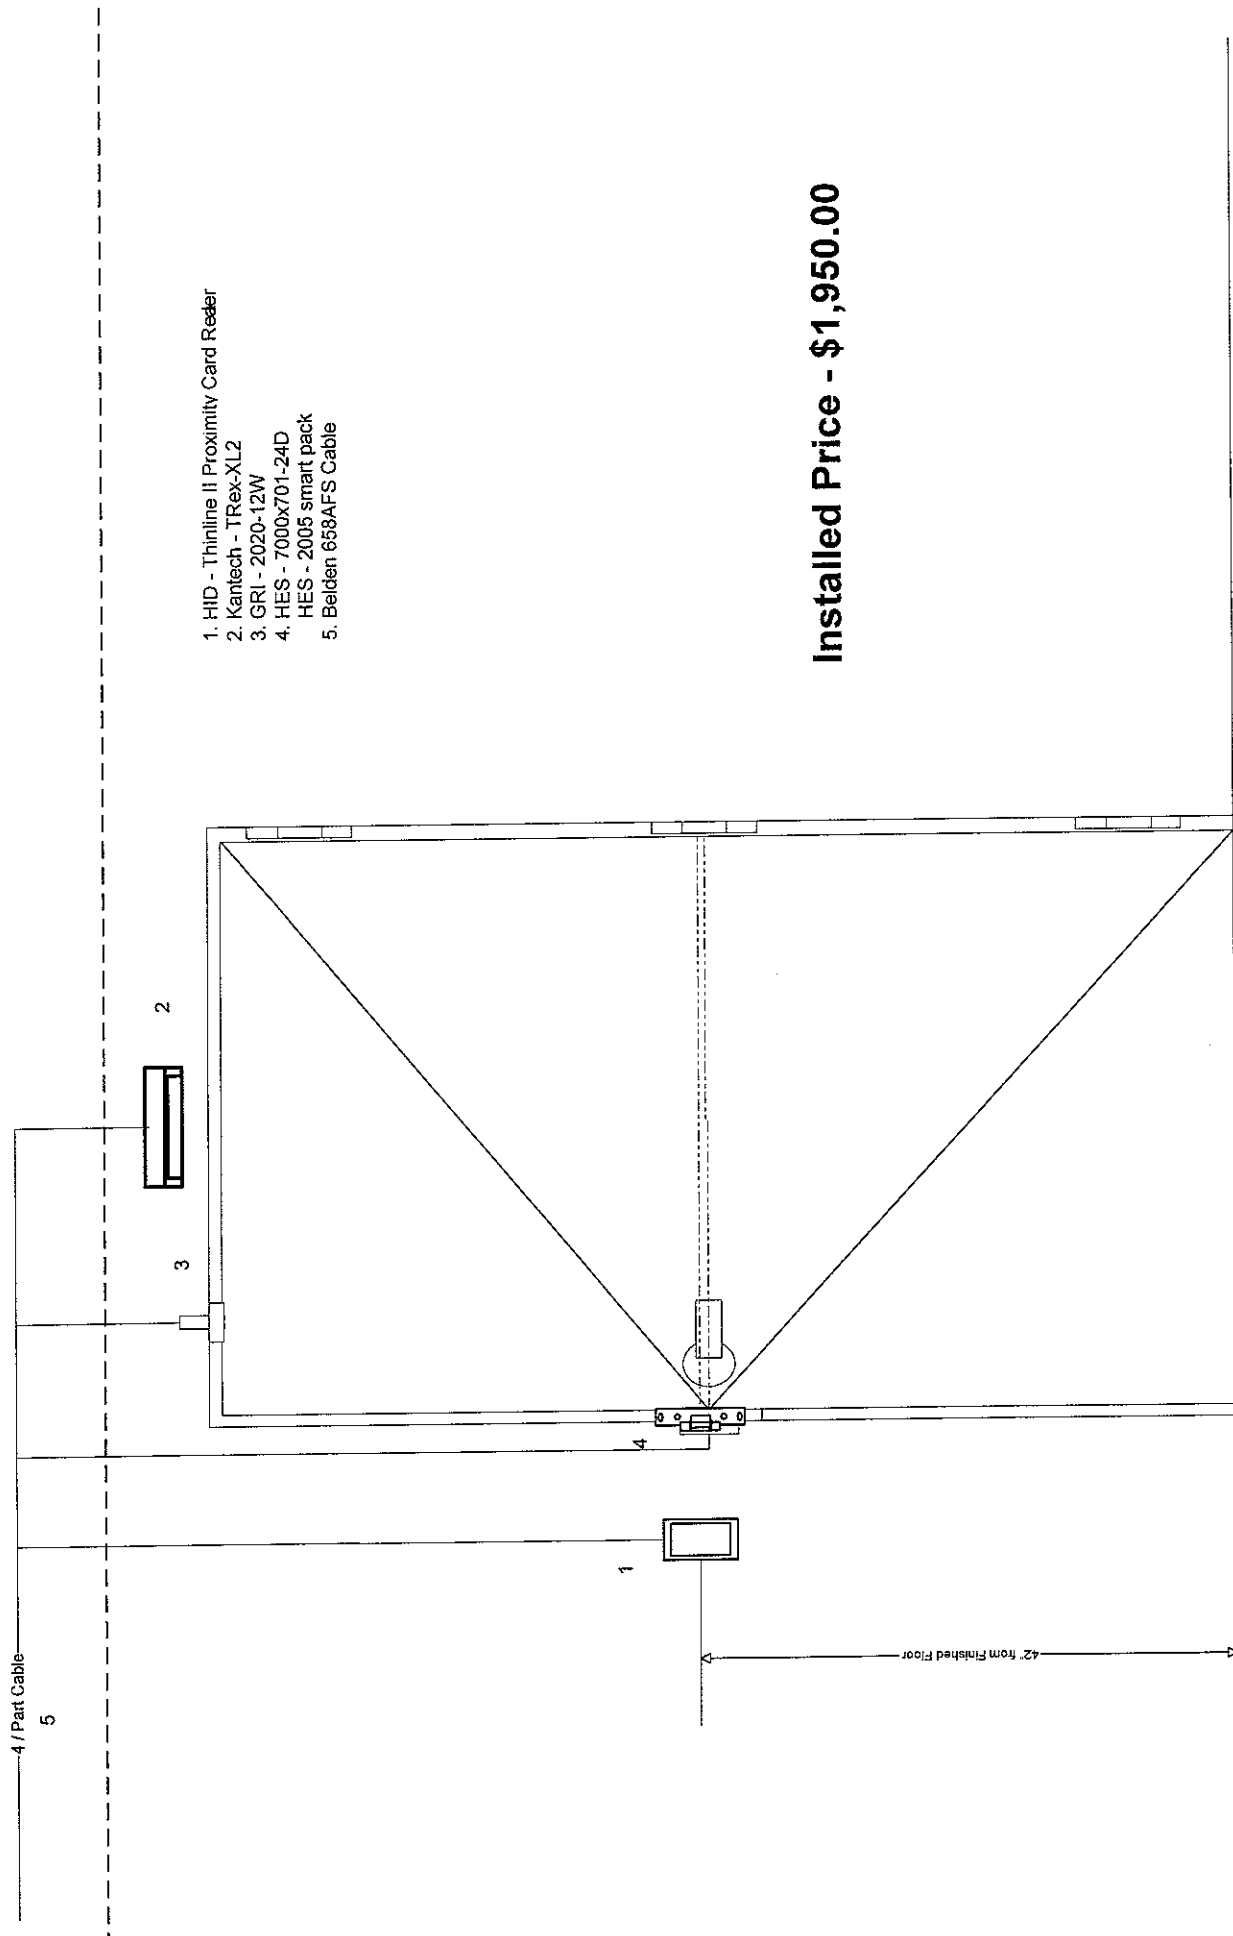 4 / Part Cable
5
2
3
4
1
42" from Finished Floor
1. HID - Thinline II Proximity Card Reader
2. Kantech - TRex-XL2
3. GRI - 2020-12W
4. HES - 7000x701-24D
HES - 2005 smart pack
5. Belden 658AFS Cable
Installed Price - $1,950.00